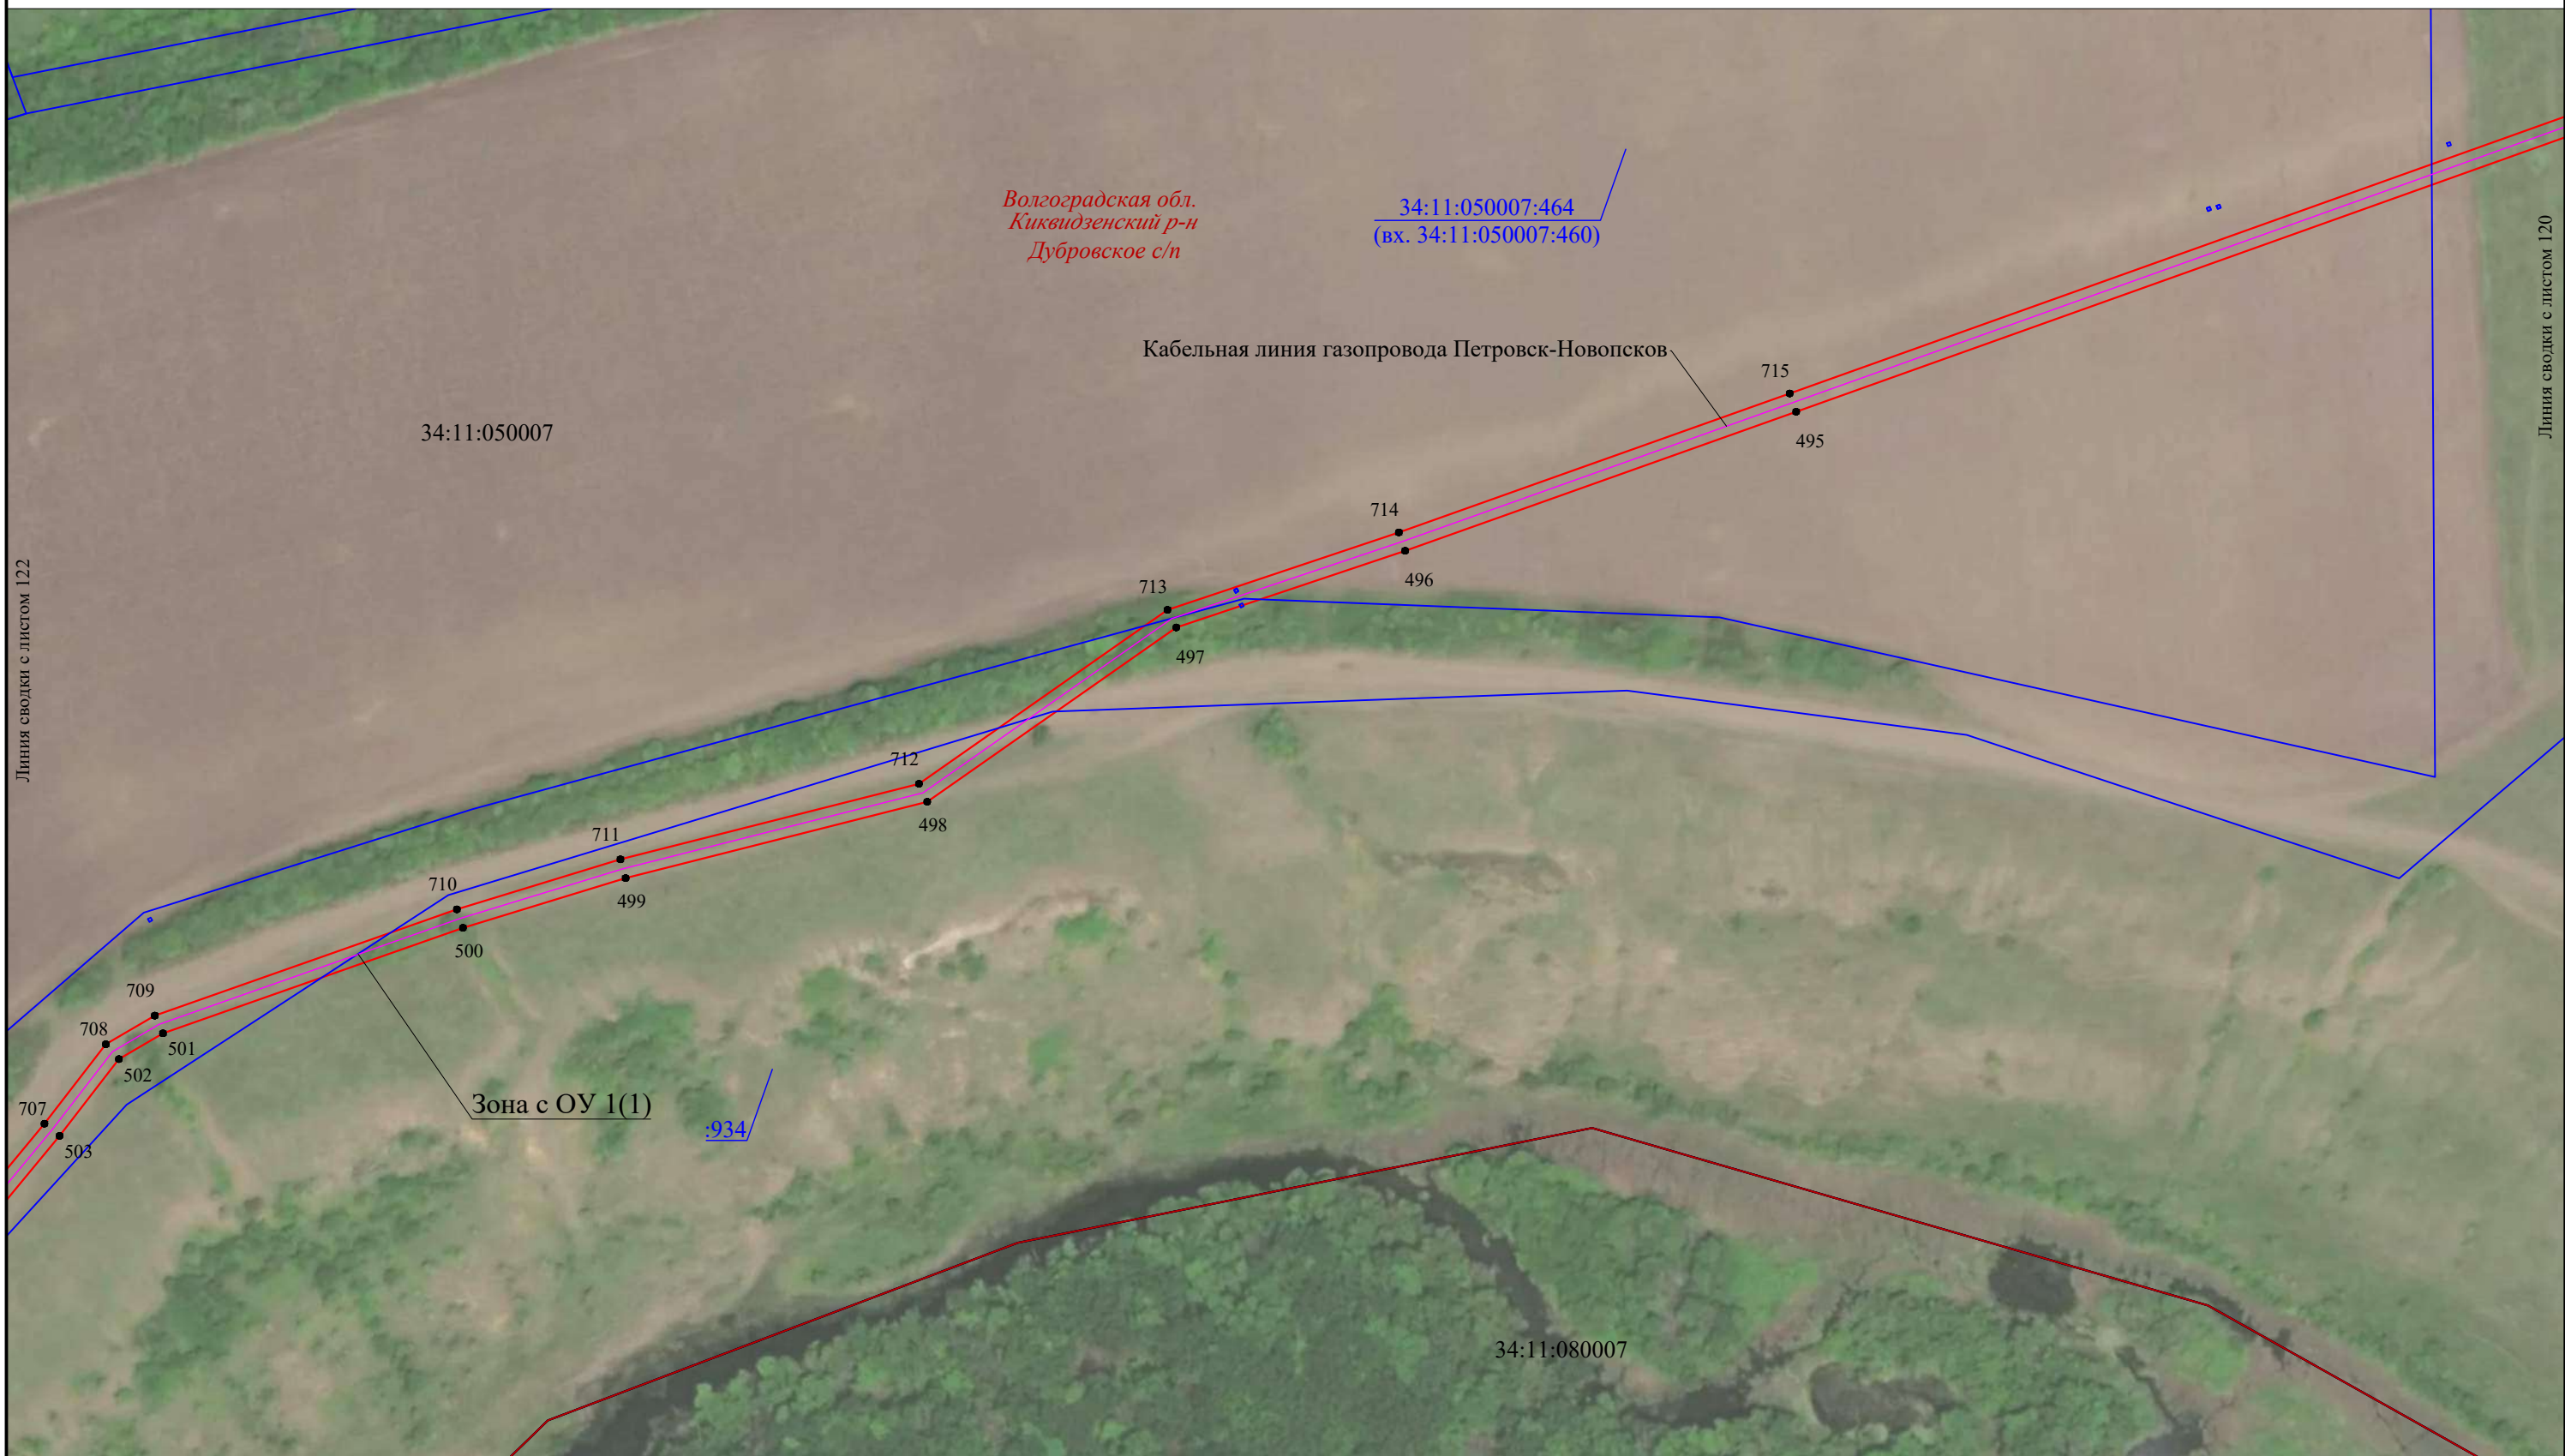 Волгоградская обл.
Киквидзенский р-н
Дубровское с/п
34:11:050007:464
(вх. 34:11:050007:460)
Линия сводки с листом 120
Кабельная линия газопровода Петровск-Новопсков
715
495
34:11:050007
714
496
Линия сводки с листом 122
713
497
712
498
711
499
710
500
709
708
501
502
707
503
Зона с ОУ 1(1)
:934
34:11:080007